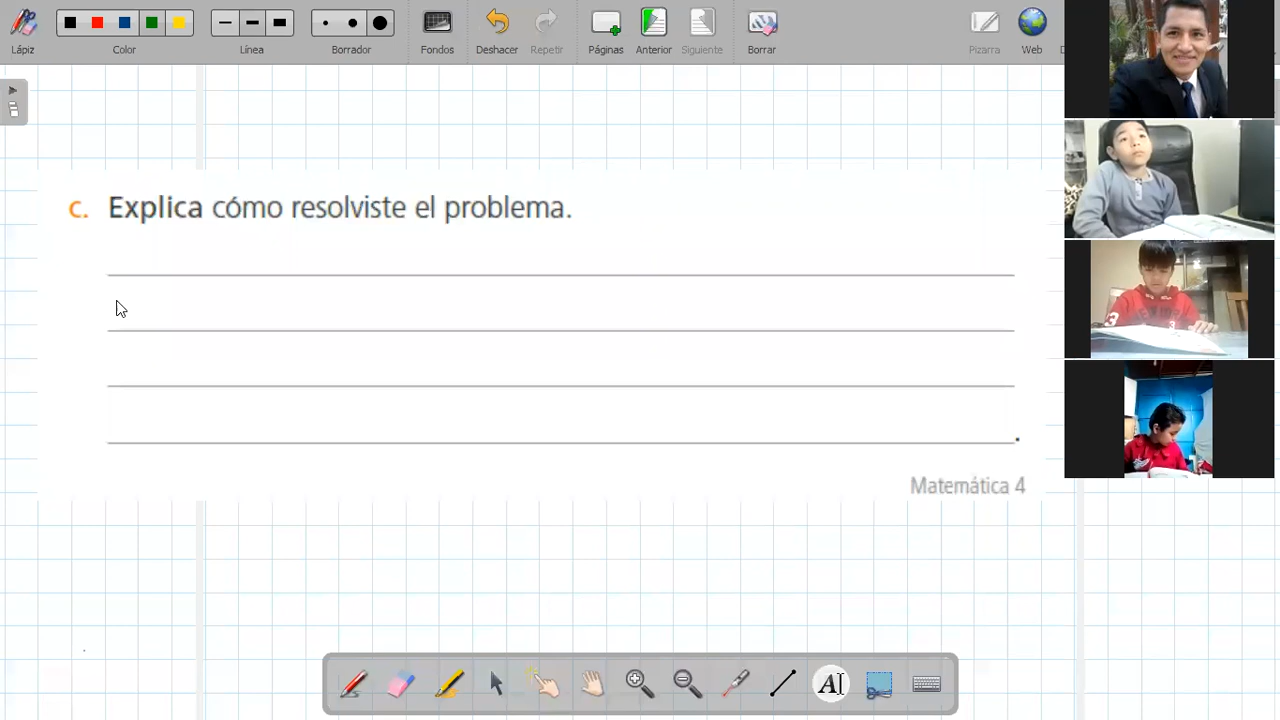 Lápiz
Color
Línea
Borrador
Fondos
Deshacer
Repetir
Páginas
Anterior
Siguiente
Borrar
Pizarra
Web
c. Explica cómo resolviste el problema.
.
Matemática 4